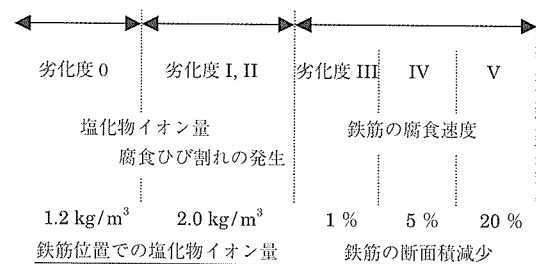 劣化度 0 劣化度 I, II 劣化度 III IV V
塩化物イオン量 鉄筋の腐食速度
腐食ひび割れの発生
1.2 kg/m³ 2.0 kg/m³ 1 % 5 % 20 %
鉄筋位置での塩化物イオン量 鉄筋の断面積減少